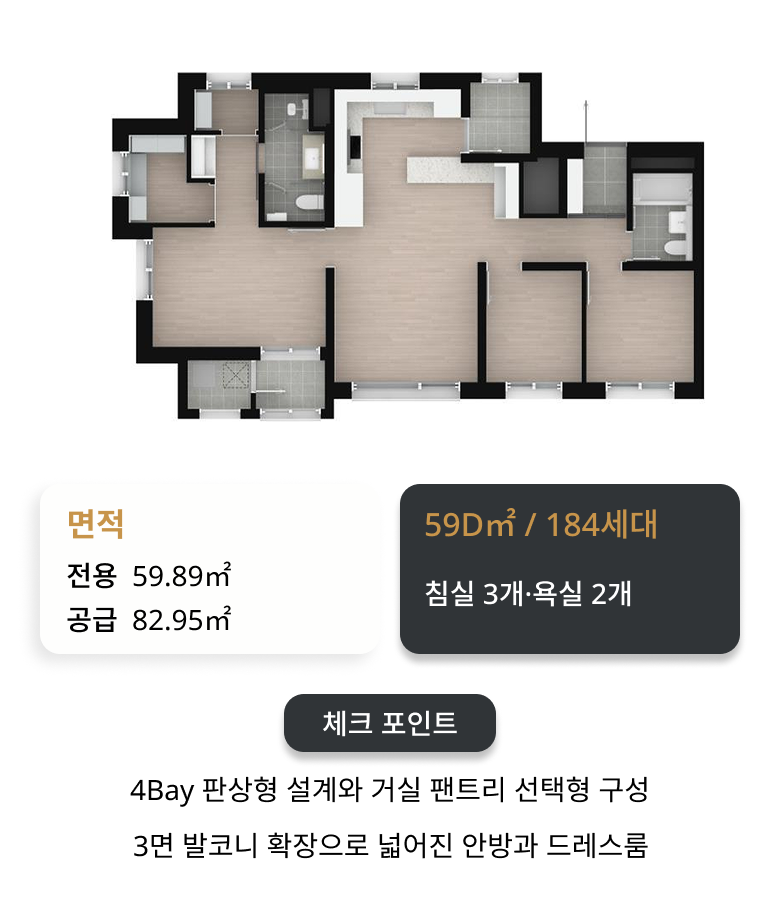 면적
전용 59.89㎡
공급 82.95㎡
59D㎡ / 184세대
침실 3개·욕실 2개
체크 포인트
4Bay 판상형 설계와 거실 팬트리 선택형 구성
3면 발코니 확장으로 넓어진 안방과 드레스룸